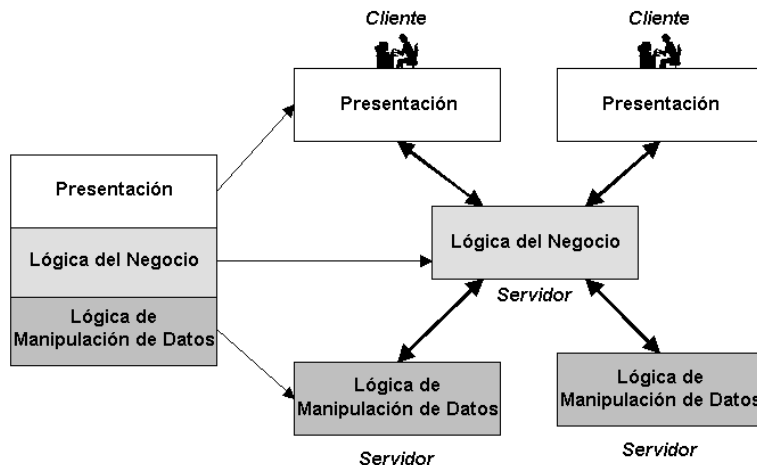 Cliente
Cliente
Presentación
Presentación
Presentación
Lógica del Negocio
Lógica del Negocio
Servidor
Lógica de
Manipulación de Datos
Lógica de
Manipulación de Datos
Lógica de
Manipulación de Datos
Servidor
Servidor